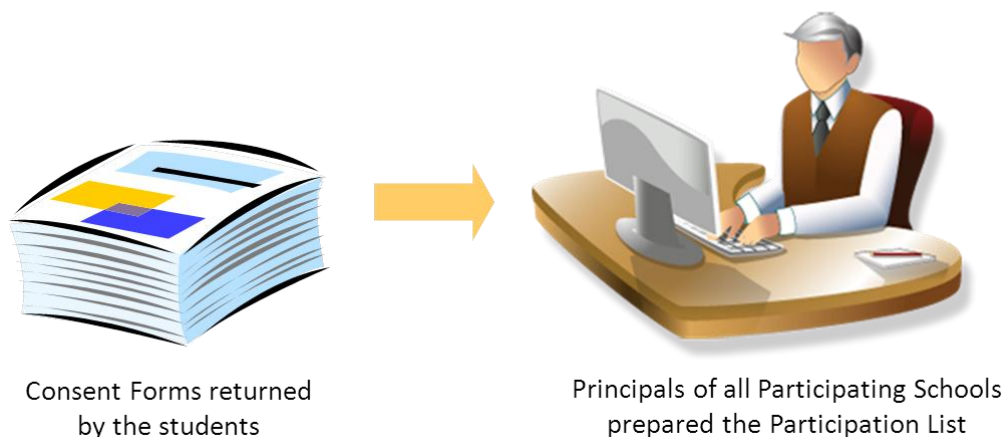 Consent Forms returned
by the students
Principals of all Participating Schools
prepared the Participation List